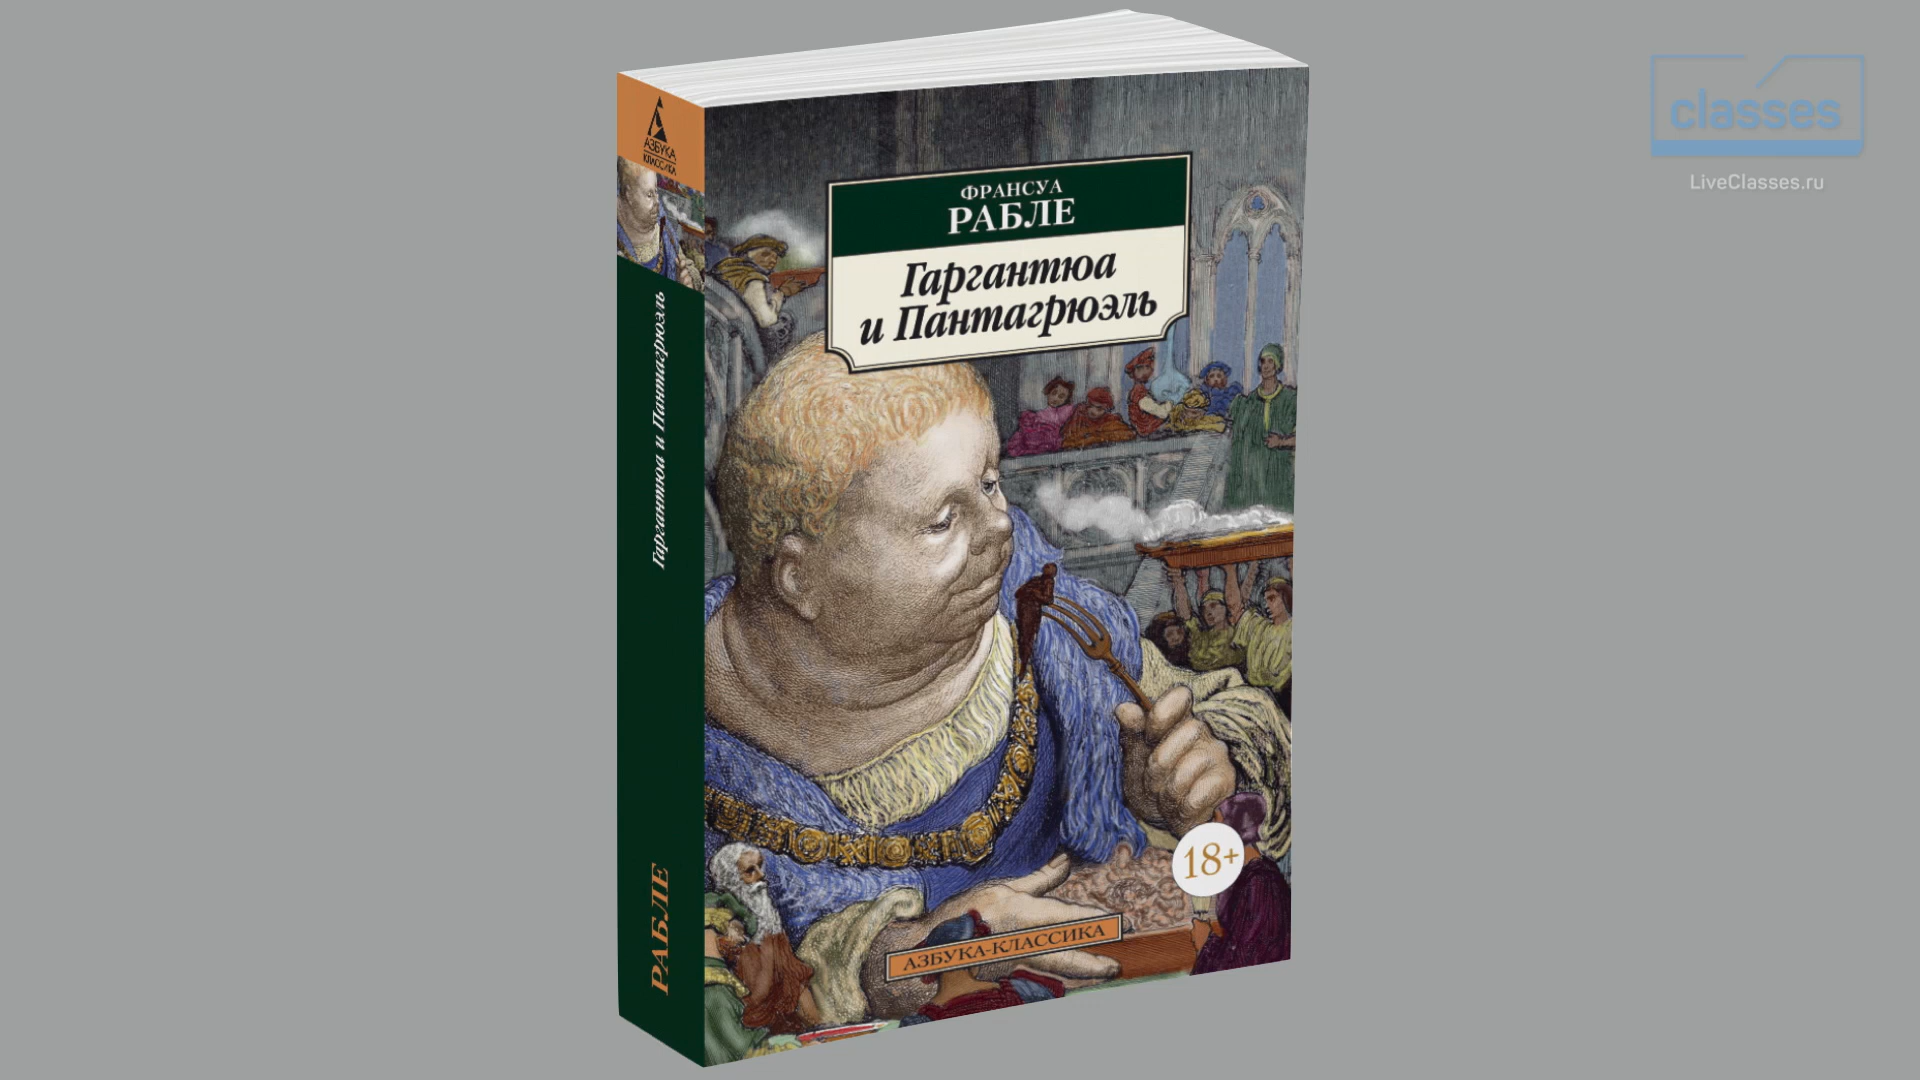 classes
LiveClasses.ru
АЗБУКА
КЛАССИКА
Гаргантюа и Пантагрюэль
РАБЛЕ
ФРАНСУА
РАБЛЕ
Гаргантюа
и Пантагрюэль
18+
АЗБУКА-КЛАССИКА